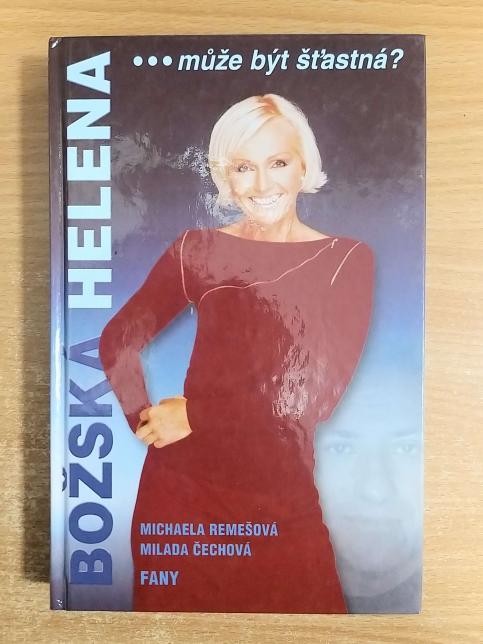 ...může být šťastná?
BOŽSKÁ HELENA
MICHAELA REMEŠOVÁ
MILADA ČECHOVÁ
FANY